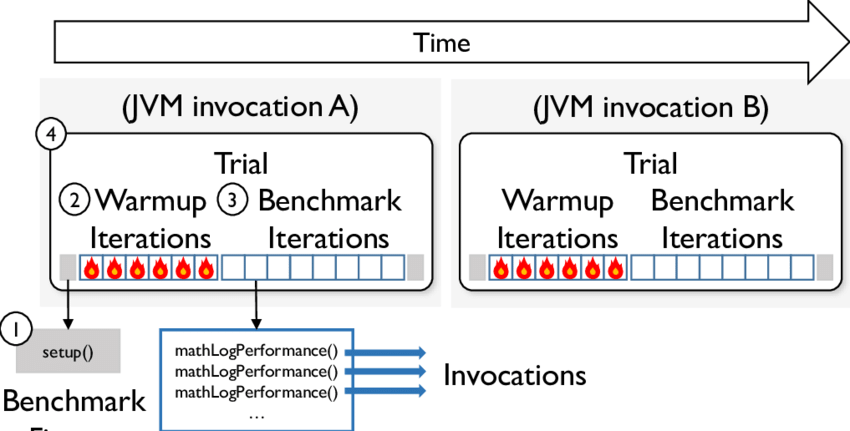 Time
(JVM invocation A)
(JVM invocation B)
4
Trial
Trial
2 Warmup 3 Benchmark
Iterations Iterations
Warmup Benchmark
Iterations Iterations
1
setup()
mathLogPerformance()
mathLogPerformance()
mathLogPerformance()
...
Invocations
Benchmark